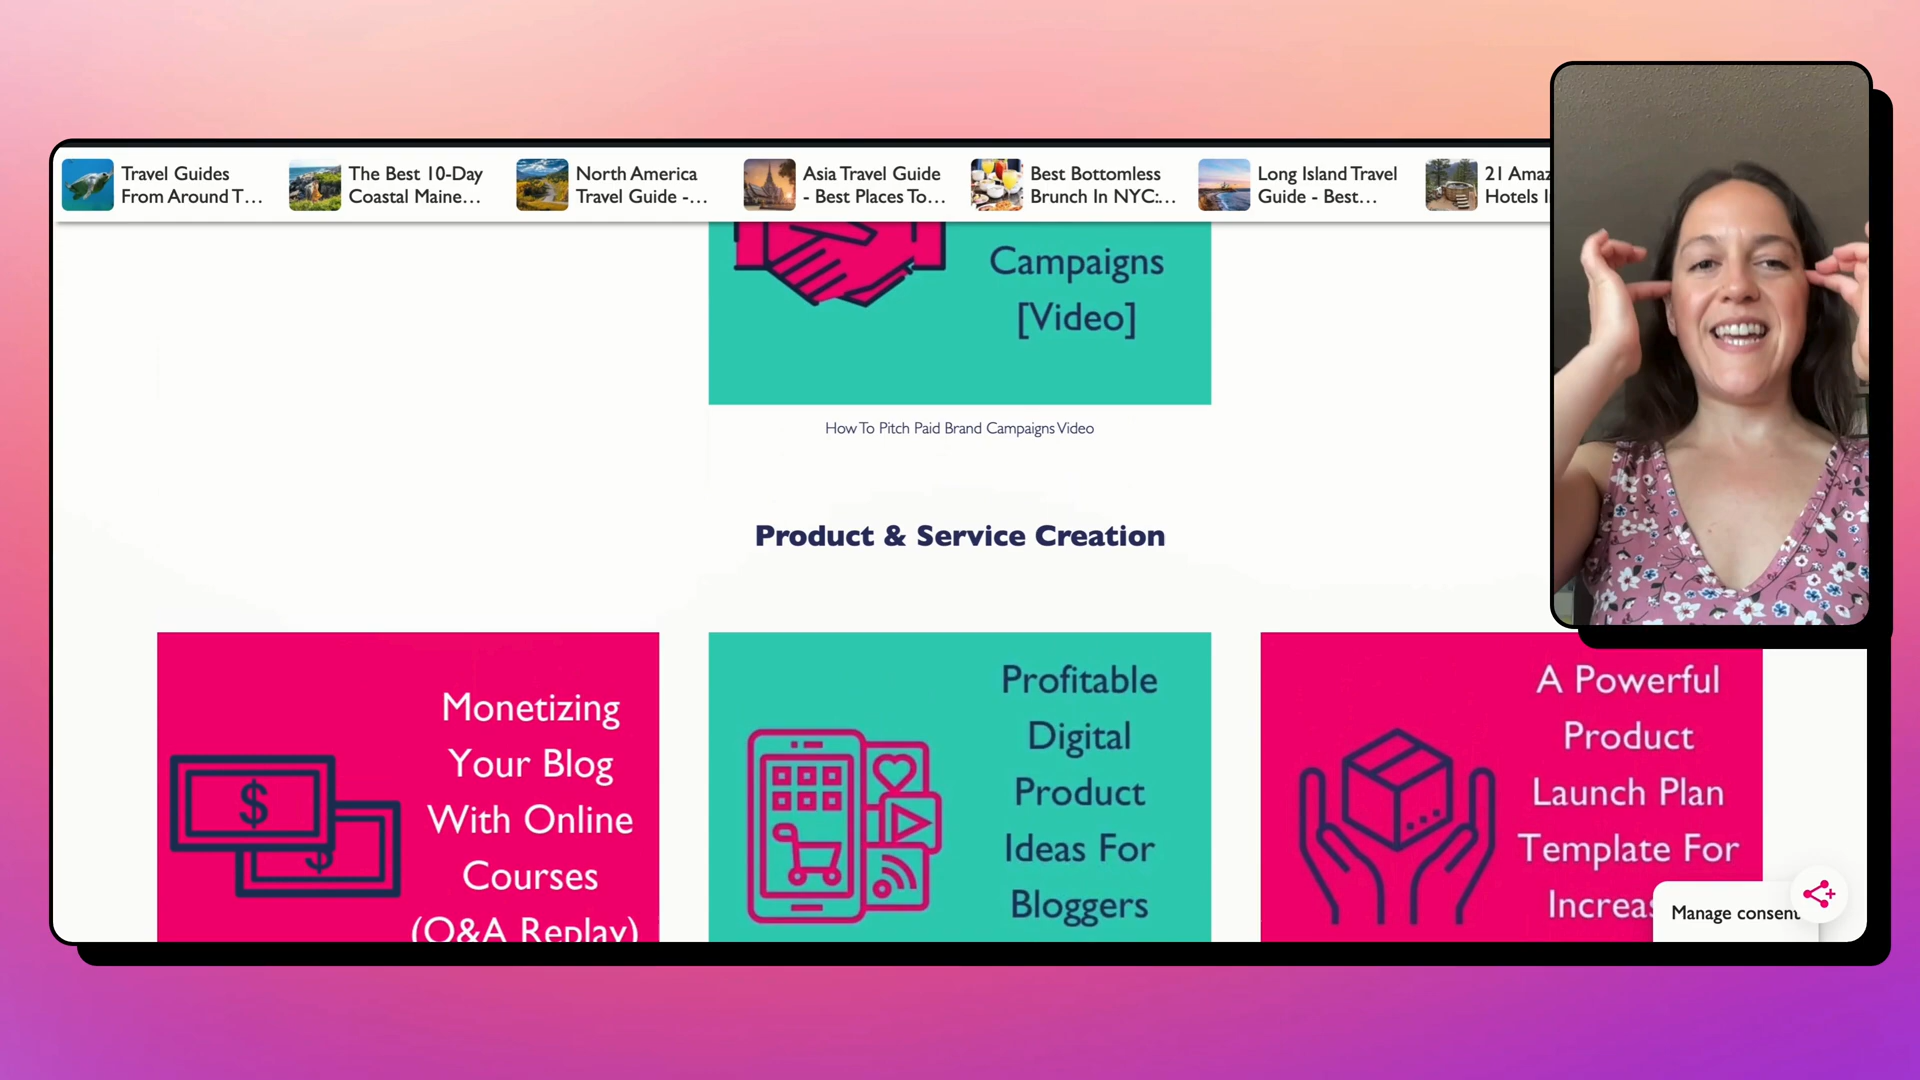 Travel Guides
From Around T...
The Best 10-Day
Coastal Maine...
North America
Travel Guide -...
Asia Travel Guide
- Best Places To...
Best Bottomless
Brunch In NYC:...
Long Island Travel
Guide - Best...
21 Amaz
Hotels I
Campaigns
[Video]
How To Pitch Paid Brand Campaigns Video
Product & Service Creation
Monetizing
Your Blog
With Online
Courses
(Q&A Replay)
Profitable
Digital
Product
Ideas For
Bloggers
A Powerful
Product
Launch Plan
Template For
Increas
Manage consent